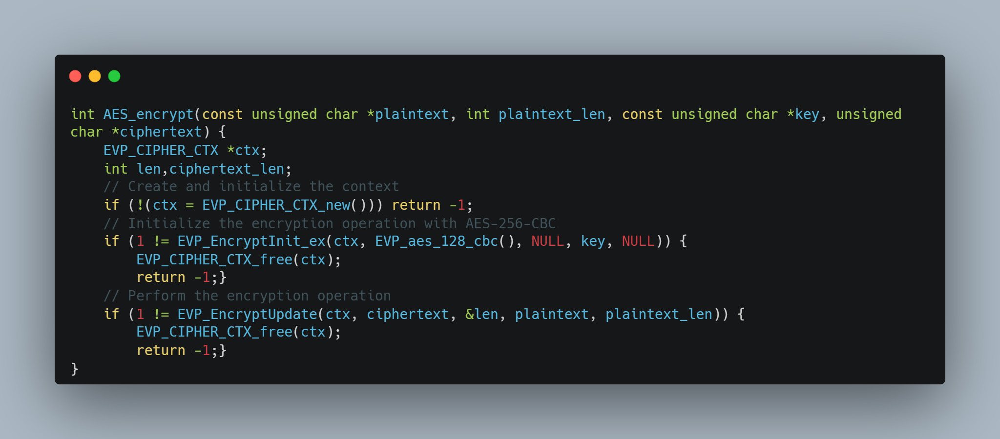 int AES_encrypt(const unsigned char *plaintext, int plaintext_len, const unsigned char *key, unsigned
char *ciphertext) {
    EVP_CIPHER_CTX *ctx;
    int len,ciphertext_len;
    // Create and initialize the context
    if (!(ctx = EVP_CIPHER_CTX_new())) return -1;
    // Initialize the encryption operation with AES-256-CBC
    if (1 != EVP_EncryptInit_ex(ctx, EVP_aes_128_cbc(), NULL, key, NULL)) {
        EVP_CIPHER_CTX_free(ctx);
        return -1;}
    // Perform the encryption operation
    if (1 != EVP_EncryptUpdate(ctx, ciphertext, &len, plaintext, plaintext_len)) {
        EVP_CIPHER_CTX_free(ctx);
        return -1;}
}